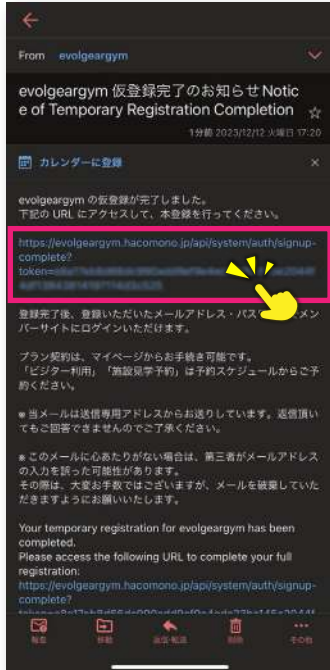 From evolgeargym
evolgeargym 仮登録完了のお知らせ Notic
e of Temporary Registration Completion
1分前 2023/12/12 火曜日 17:20
カレンダーに登録
evolgeargym の仮登録が完了しました。
下記の URL にアクセスして、本登録を行ってください。
https://evolgeargym.hacomono.jp/api/system/auth/signup-
complete?
token=
登録完了後、登録いただいたメールアドレス・パス
メン
バーサイトにログインいただけます。
プラン契約は、マイページからお手続き可能です。
「ビジター利用」「施設見学予約」は予約スケジュールからご予
約ください。
※当メールは送信専用アドレスからお送りしています。返信頂い
てもご回答できませんのでご了承ください。
※このメールに心あたりがない場合は、第三者がメールアドレス
の入力を誤った可能性があります。
その際は、大変お手数ではございますが、メールを破棄していた
だきますようにお願いいたします。
Your temporary registration for evolgeargym has been
completed.
Please access the following URL to complete your full
registration:
https://evolgeargym.hacomono.jp/api/system/auth/signup-
complete?
移動 返信・転送 削除 その他